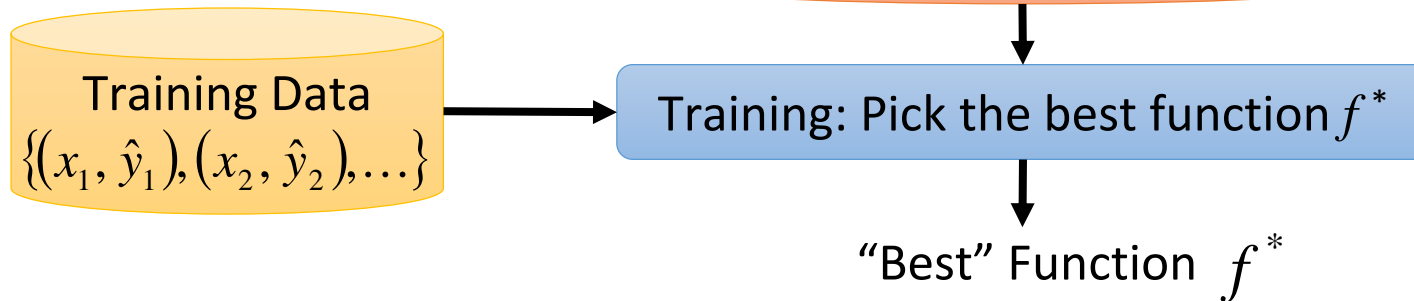 Training Data
{(x₁, ŷ₁),(x₂, ŷ₂),…}
Training: Pick the best function f*
“Best” Function f*